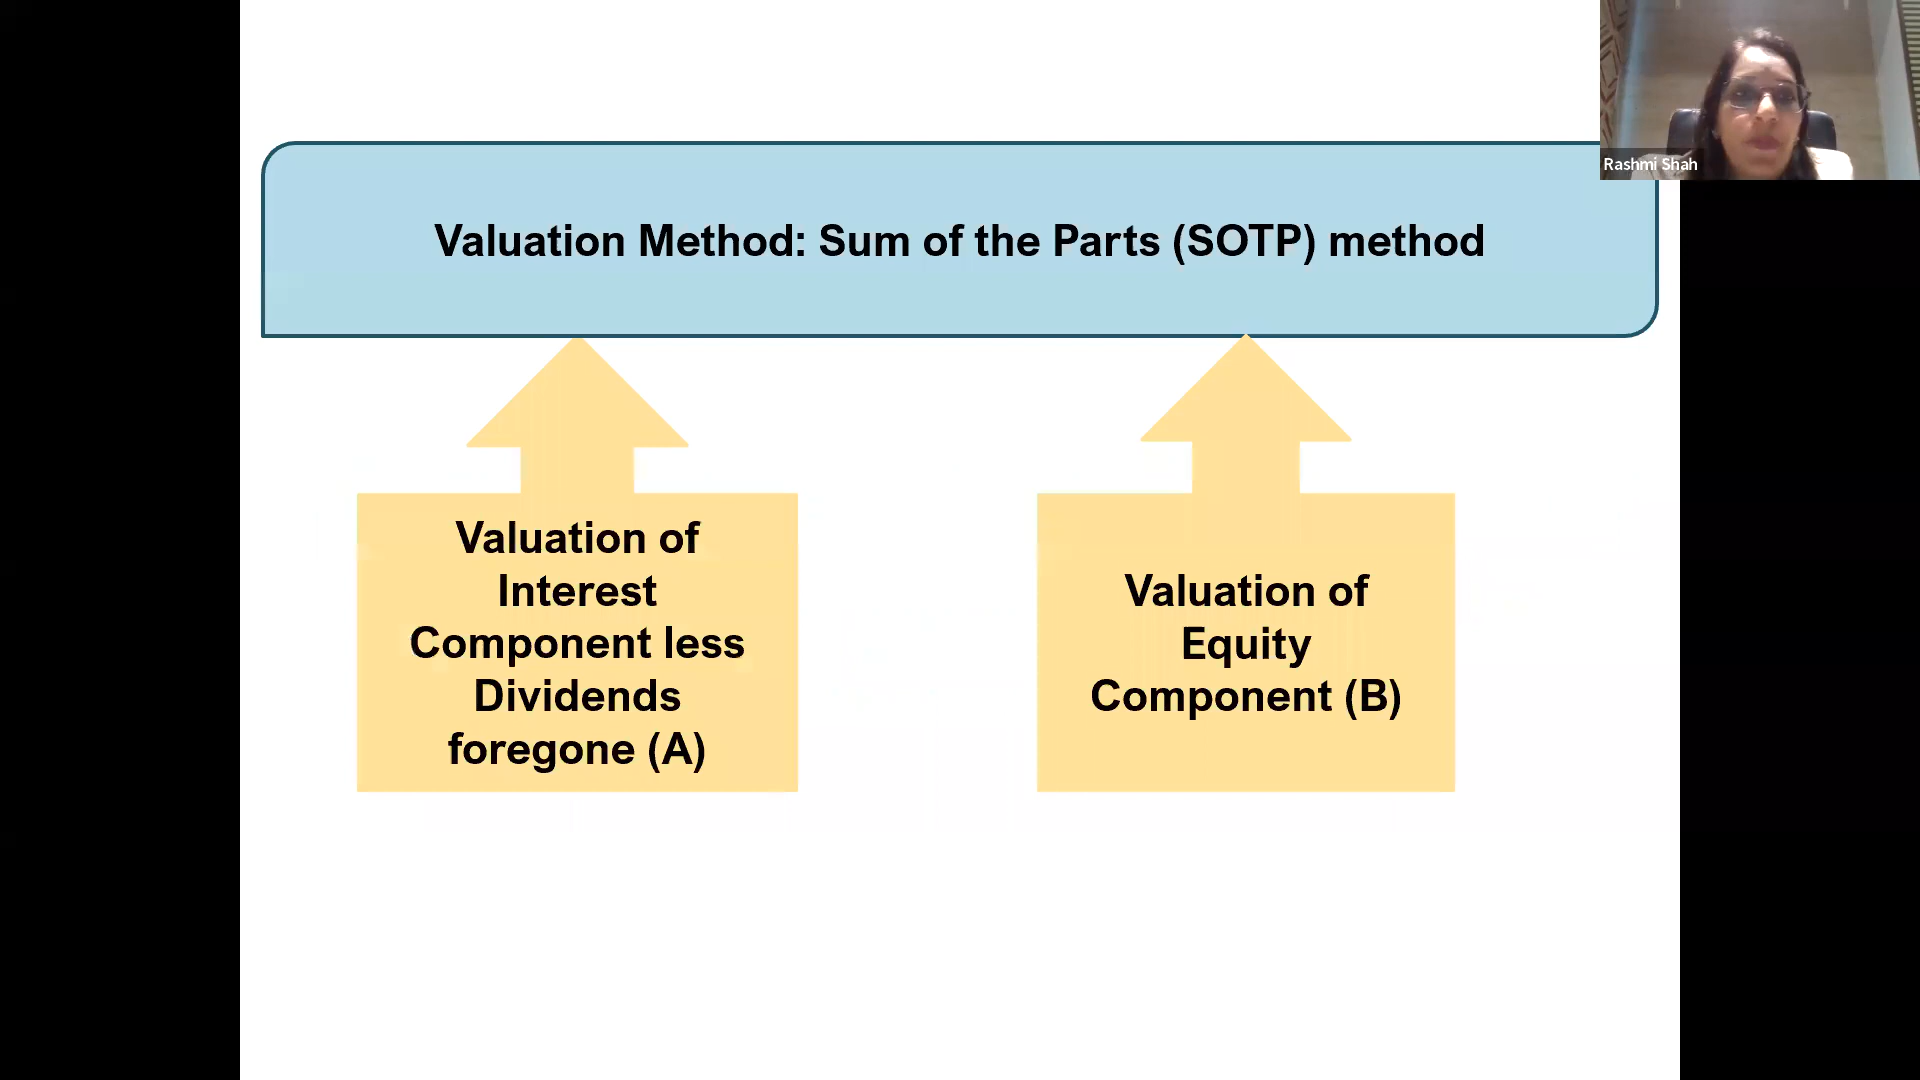 Rashmi Shah
Valuation Method: Sum of the Parts (SOTP) method
Valuation of
Interest
Component less
Dividends
foregone (A)
Valuation of
Equity
Component (B)